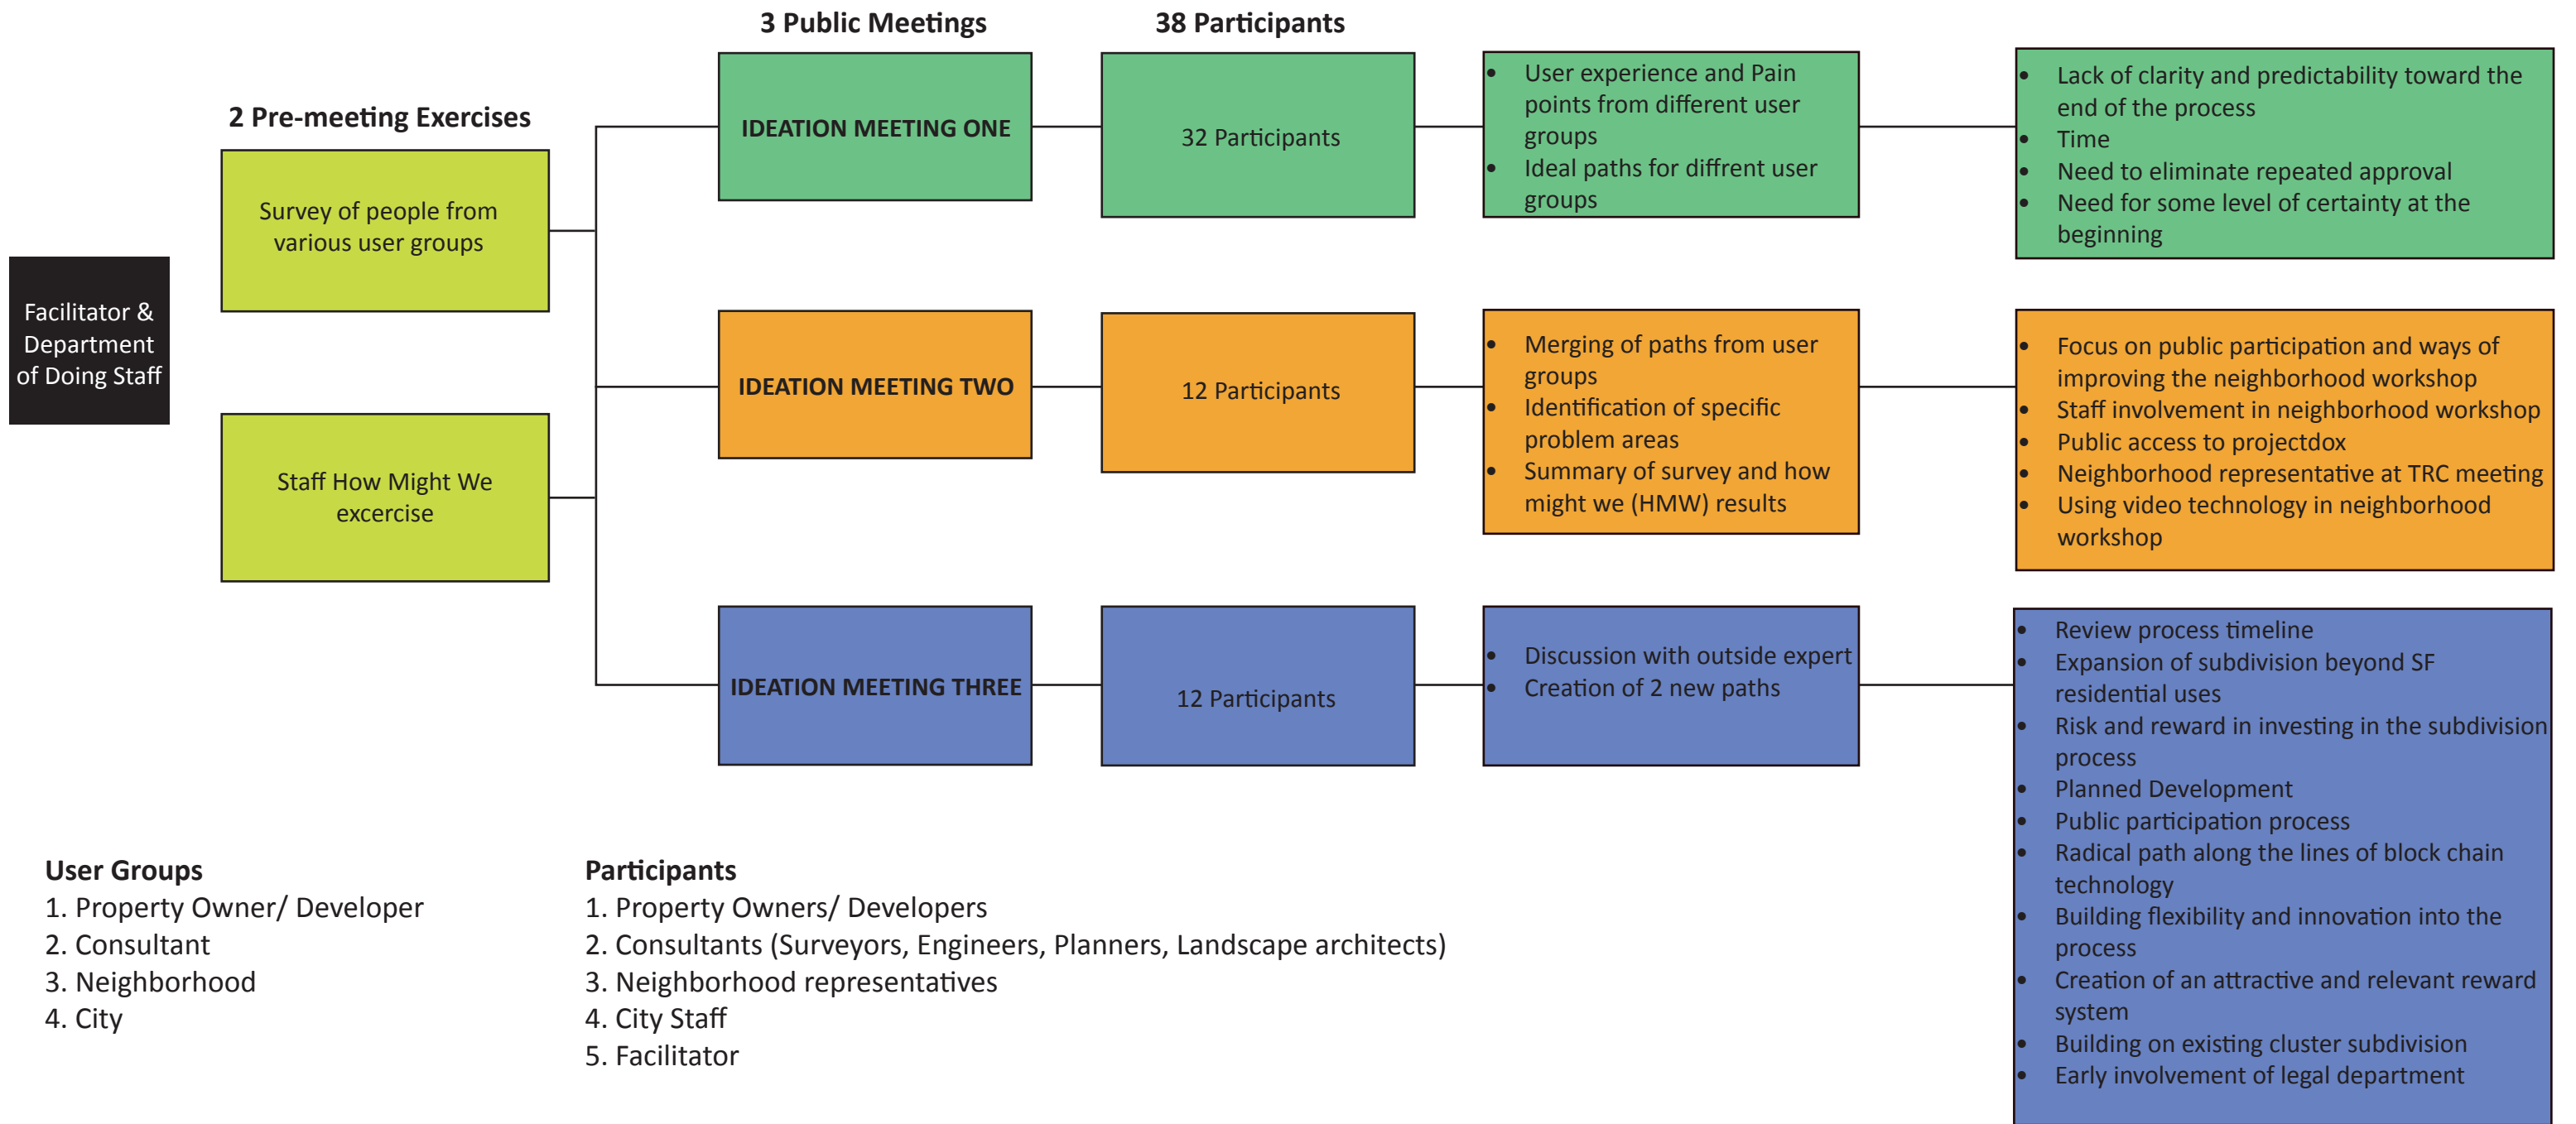 3 Public Meetings
38 Participants
2 Pre-meeting Exercises
Facilitator &
Department
of Doing Staff
Survey of people from
various user groups
Staff How Might We
excercise
IDEATION MEETING ONE
32 Participants
• User experience and Pain
points from different user
groups
• Ideal paths for diffrent user
groups
• Lack of clarity and predictability toward the
end of the process
• Time
• Need to eliminate repeated approval
• Need for some level of certainty at the
beginning
IDEATION MEETING TWO
12 Participants
• Merging of paths from user
groups
• Identification of specific
problem areas
• Summary of survey and how
might we (HMW) results
• Focus on public participation and ways of
improving the neighborhood workshop
• Staff involvement in neighborhood workshop
• Public access to projectdox
• Neighborhood representative at TRC meeting
• Using video technology in neighborhood
workshop
IDEATION MEETING THREE
12 Participants
• Discussion with outside expert
• Creation of 2 new paths
• Review process timeline
• Expansion of subdivision beyond SF
residential uses
• Risk and reward in investing in the subdivision
process
• Planned Development
• Public participation process
• Radical path along the lines of block chain
technology
• Building flexibility and innovation into the
process
• Creation of an attractive and relevant reward
system
• Building on existing cluster subdivision
• Early involvement of legal department
User Groups
1. Property Owner/ Developer
2. Consultant
3. Neighborhood
4. City
Participants
1. Property Owners/ Developers
2. Consultants (Surveyors, Engineers, Planners, Landscape architects)
3. Neighborhood representatives
4. City Staff
5. Facilitator